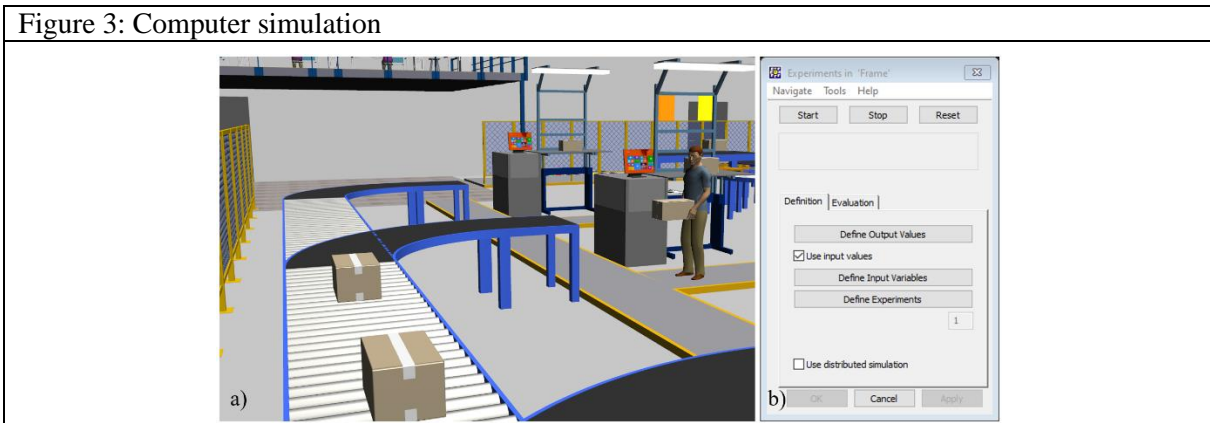 Figure 3: Computer simulation
Experiments in 'Frame'
Navigate Tools Help
Start Stop Reset
Definition Evaluation
Define Output Values
Use input values
Define Input Variables
Define Experiments
1
Use distributed simulation
a)
b) OK Cancel Apply